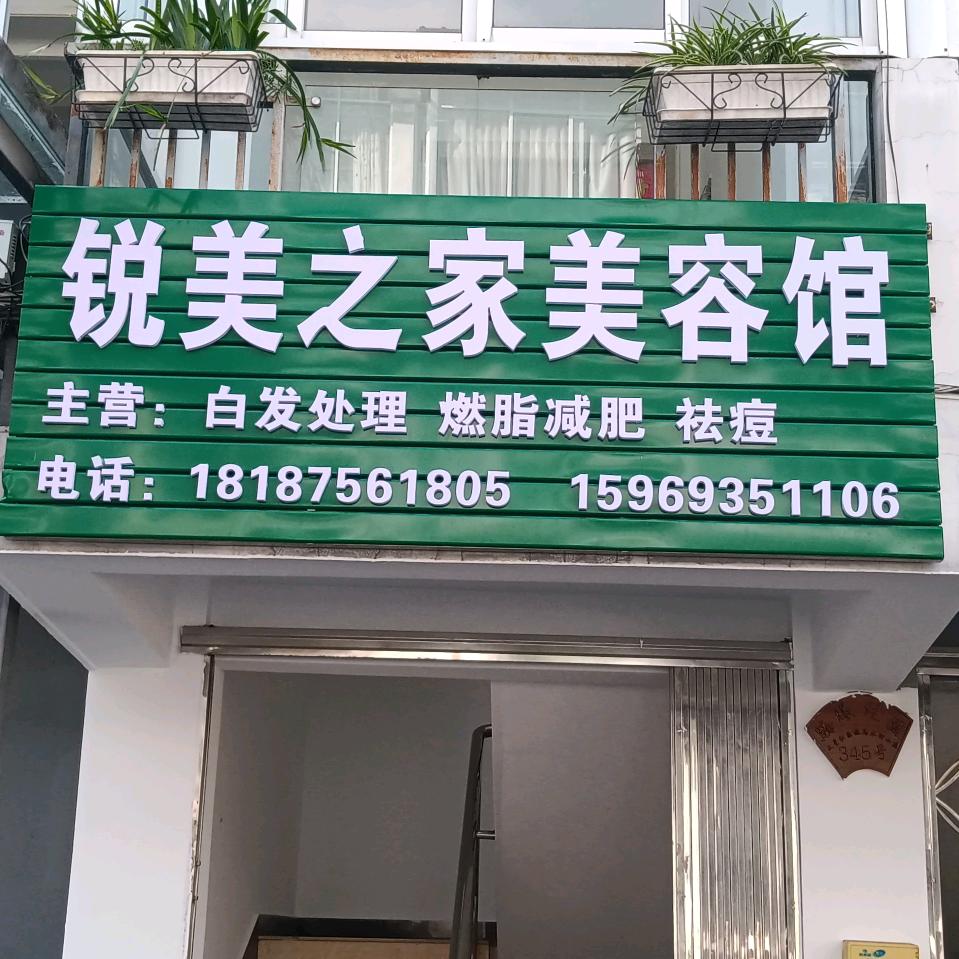 锐美之家美容馆
主营：白发处理 燃脂减肥 祛痘
电话：18187561805 15969351106
345号